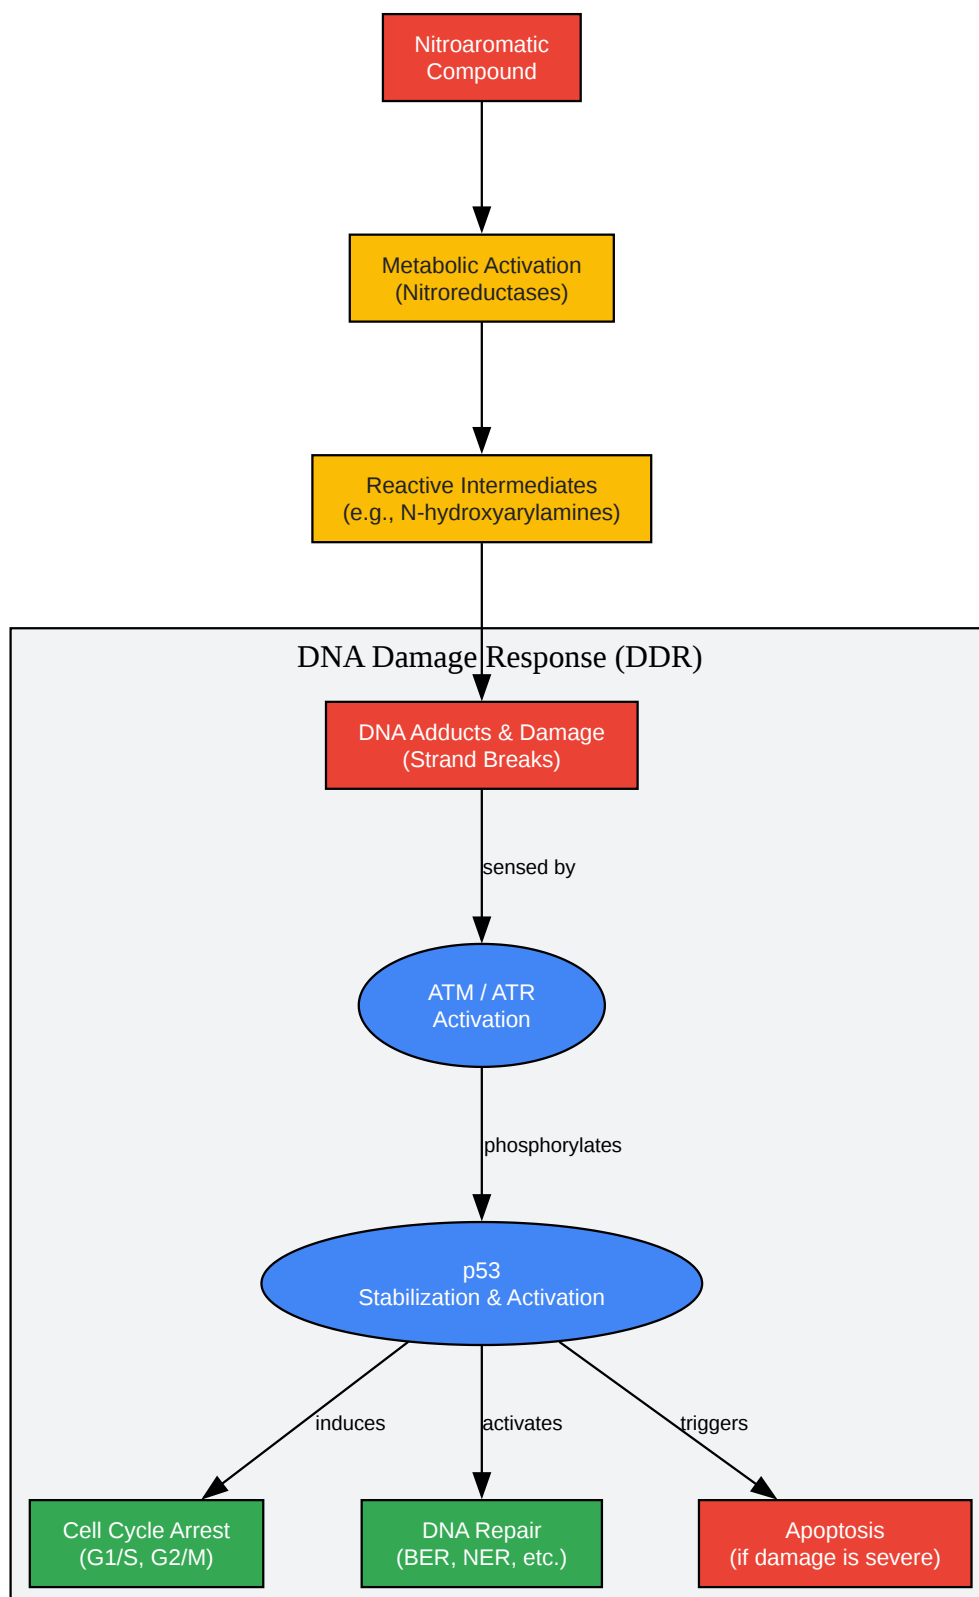 Nitroaromatic
Compound
Metabolic Activation
(Nitroreductases)
Reactive Intermediates
(e.g., N-hydroxyarylamines)
DNA Damage Response (DDR)
DNA Adducts & Damage
(Strand Breaks)
sensed by
ATM / ATR
Activation
phosphorylates
p53
Stabilization & Activation
induces
activates
triggers
Cell Cycle Arrest
(G1/S, G2/M)
DNA Repair
(BER, NER, etc.)
Apoptosis
(if damage is severe)